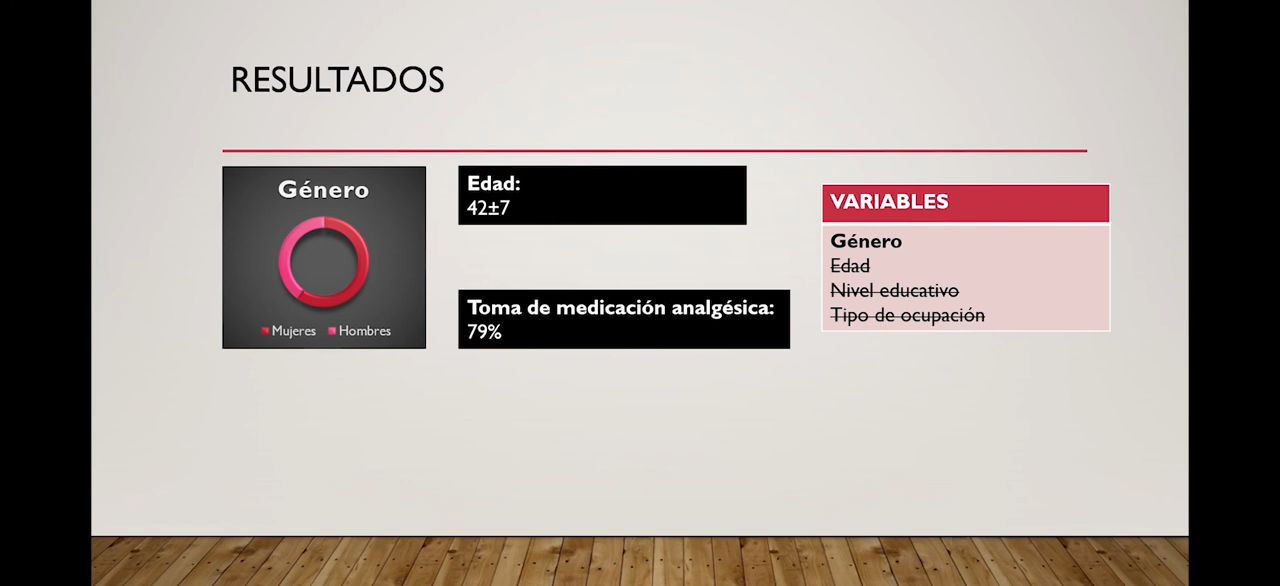 RESULTADOS
Género
Mujeres Hombres
Edad:
42±7
Toma de medicación analgésica:
79%
VARIABLES
Género
Edad
Nivel educativo
Tipo de ocupación